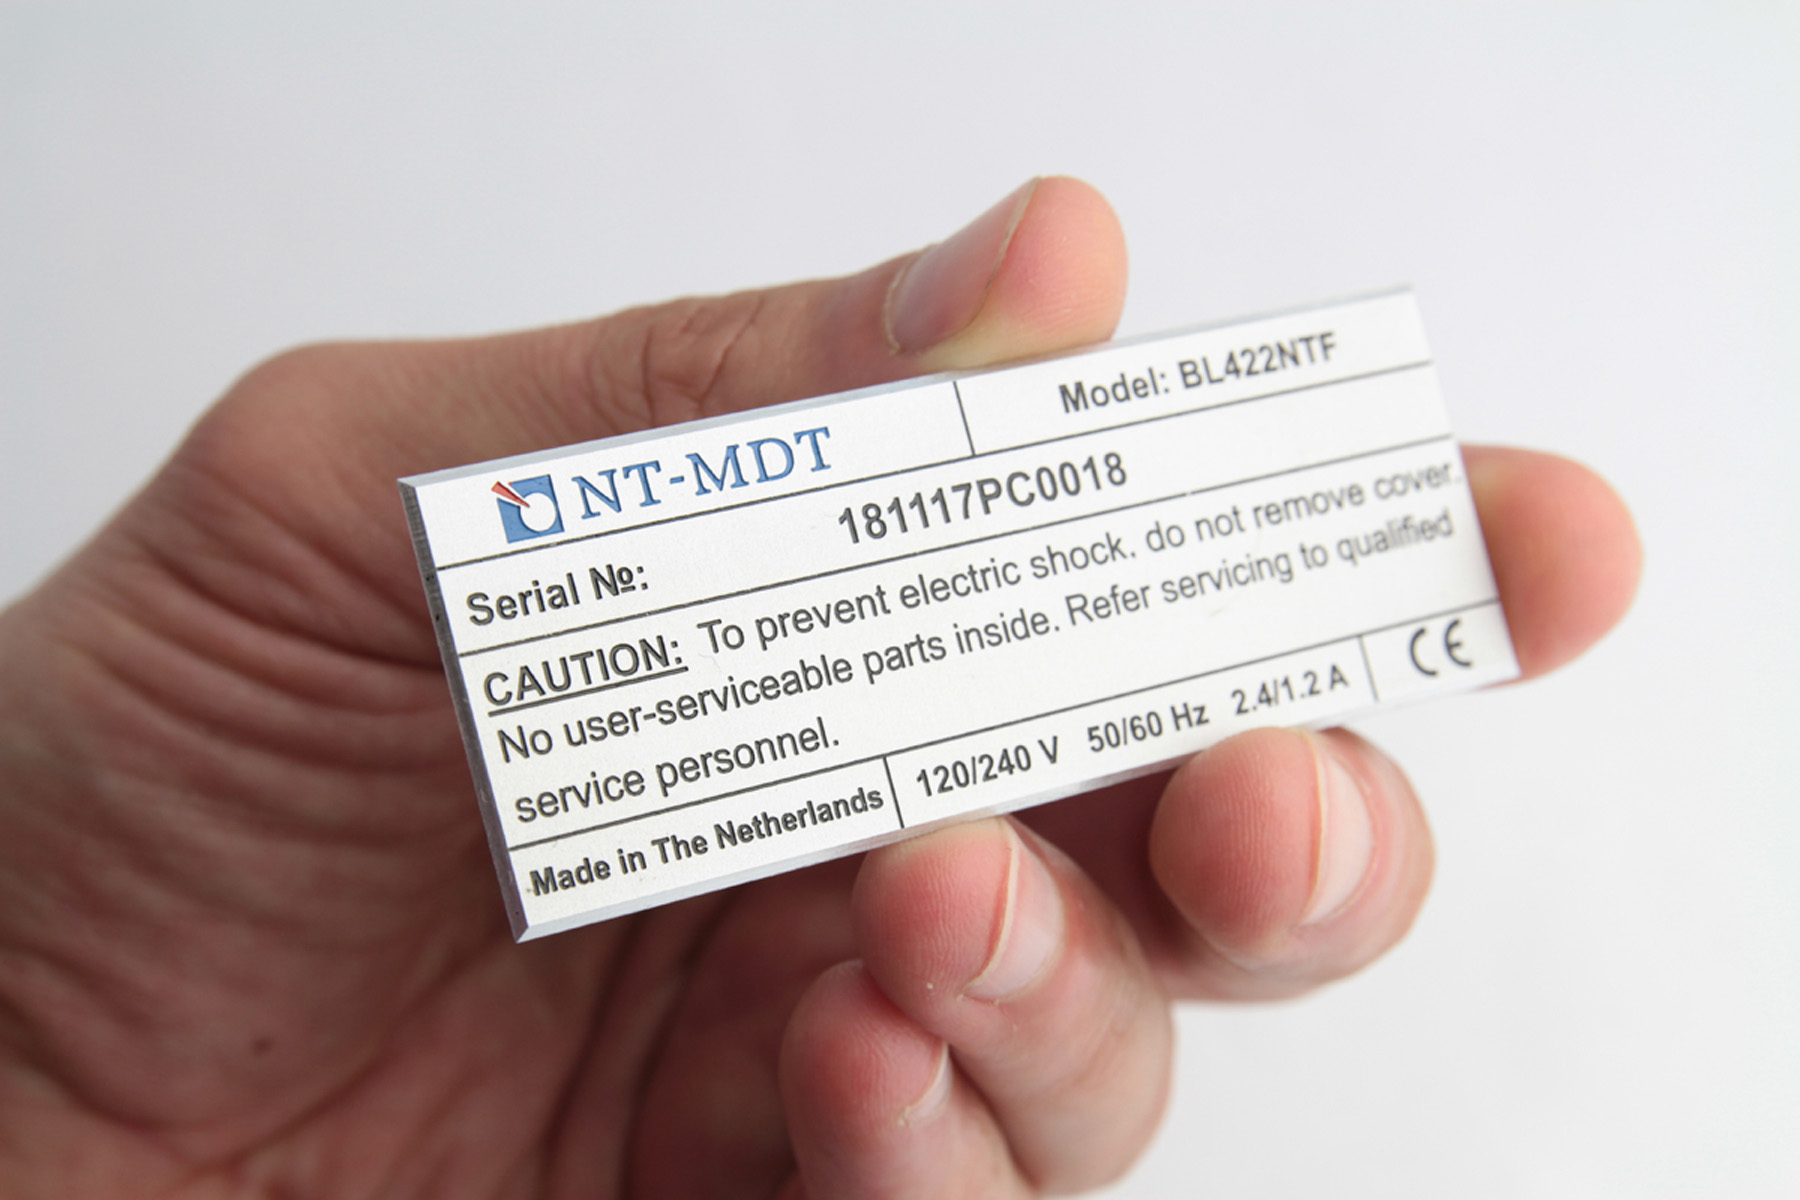 NT-MDT
Model: BL422NTF
Serial №:
181117PC0018
CAUTION: To prevent electric shock. do not remove cover.
No user-serviceable parts inside. Refer servicing to qualified
service personnel.
Made in The Netherlands
120/240 V 50/60 Hz 2.4/1.2 A
CE